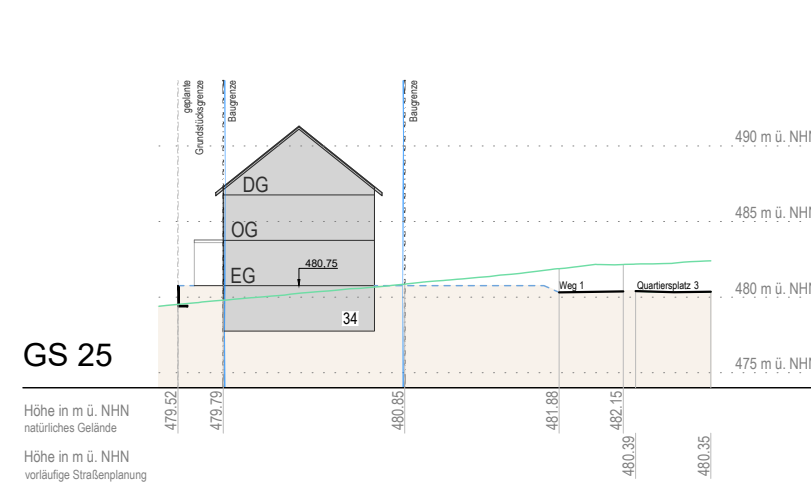 geplante
Grundstücksgrenze
Baugrenze
Baugrenze
490 m ü. NHN
DG
485 m ü. NHN
OG
480,75
EG
480 m ü. NHN
Weg 1
Quartiersplatz 3
34
GS 25
475 m ü. NHN
Höhe in m ü. NHN
natürliches Gelände
479.52
479.79
480.85
481.88
482.15
Höhe in m ü. NHN
vorläufige Straßenplanung
480.39
480.35